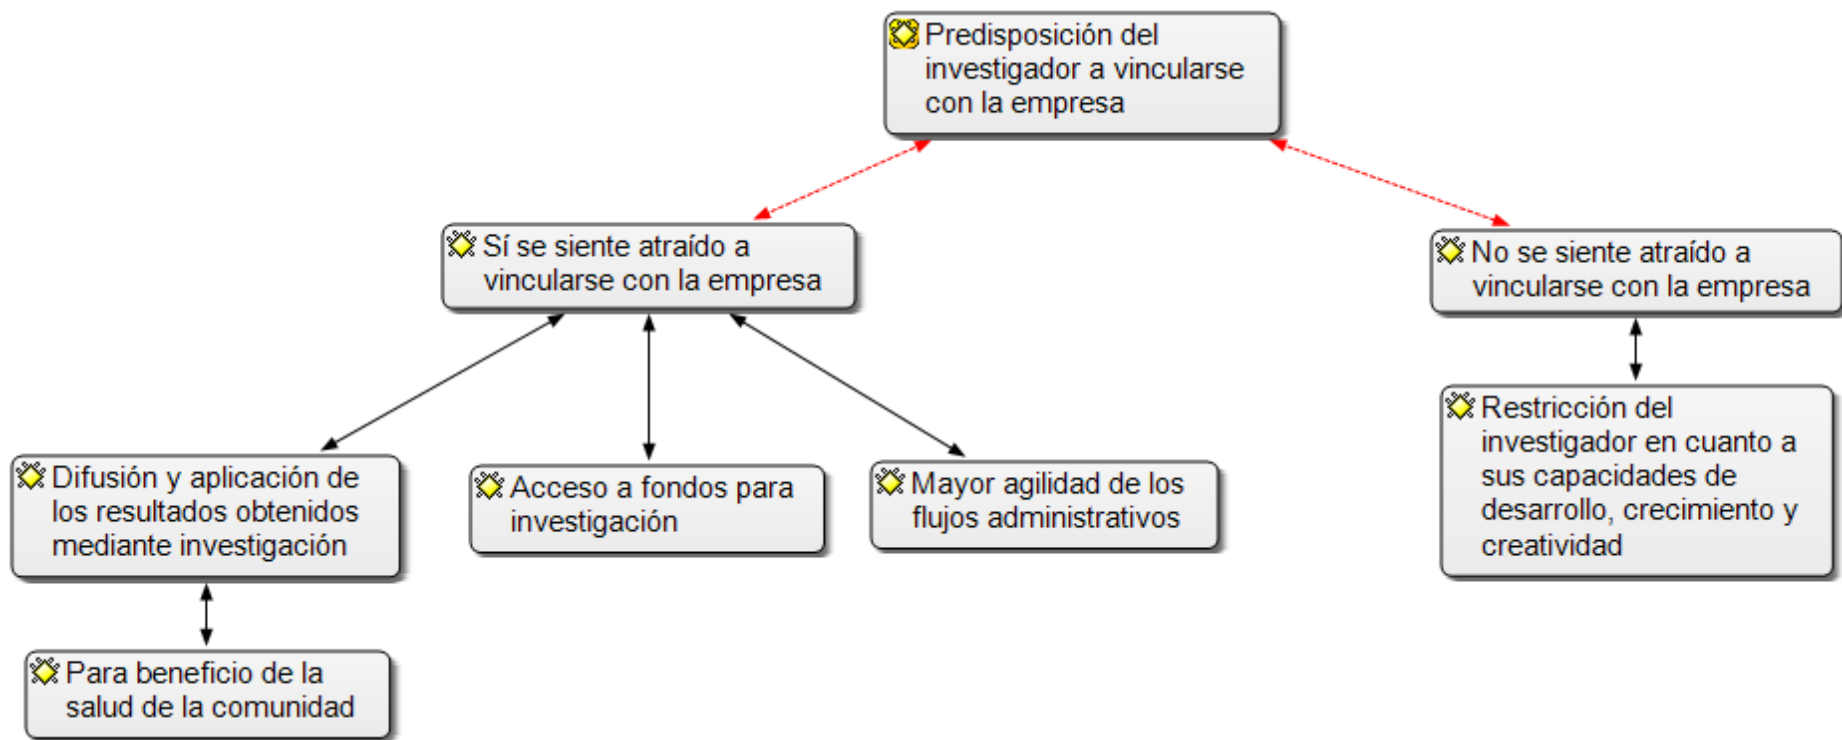 Predisposición del
investigador a vincularse
con la empresa
Sí se siente atraído a
vincularse con la empresa
No se siente atraído a
vincularse con la empresa
Difusión y aplicación de
los resultados obtenidos
mediante investigación
Acceso a fondos para
investigación
Mayor agilidad de los
flujos administrativos
Restricción del
investigador en cuanto a
sus capacidades de
desarrollo, crecimiento y
creatividad
Para beneficio de la
salud de la comunidad